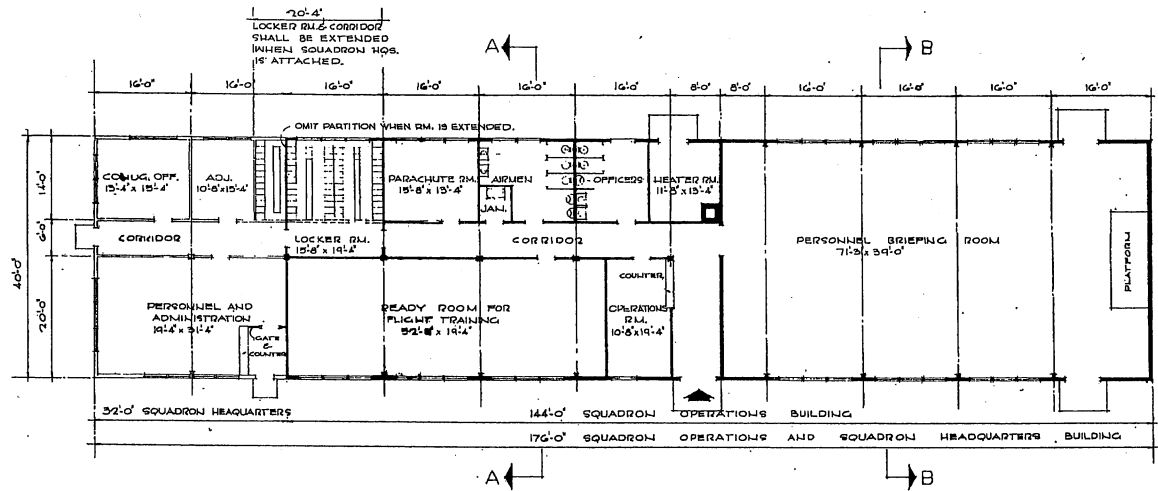 20'-4"
LOCKER RM. & CORRIDOR
SHALL BE EXTENDED
WHEN SQUADRON HQS.
IS ATTACHED.
A
B
16'-0" 16'-0 16'-0" 16'-0" 16'-0" 16'-0" 8'-0" 8'-0" 16'-0" 16'-0" 16'-0" 16'-0"
OMIT PARTITION WHEN RM. IS EXTENDED.
14'-0"
6'-0"
20'-0"
40'-0"
OFF.
15'-4" x 13'-4"
ADJ.
10'-8" x 13'-4"
PARACHUTE RM.
15'-8" x 13'-4"
AIRMEN
JAN.
OFFICERS
HEATER RM.
11'-8" x 13'-4"
CORRIDOR
LOCKER RM.
15'-8" x 19'-4"
CORRIDOR
PERSONNEL BRIEFING ROOM
71'-3" x 39'-0"
PLATFORM
PERSONNEL AND
ADMINISTRATION
19'-4" x 31'-4"
GATE
&
COUNTER
READY ROOM FOR
FLIGHT TRAINING
52'-8" x 19'-4"
COUNTER
OPERATIONS
RM.
10'-8" x 19'-4"
32'-0" SQUADRON HEAQUARTERS
144'-0" SQUADRON OPERATIONS BUILDING
176'-0" SQUADRON OPERATIONS AND SQUADRON HEADQUARTERS BUILDING
A
B